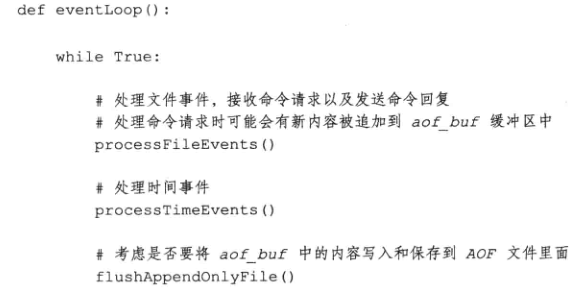 def eventLoop():
while True:
# 处理文件事件，接收命令请求以及发送命令回复
# 处理命令请求时可能会有新内容被追加到 aof_buf 缓冲区中
processFileEvents()
# 处理时间事件
processTimeEvents()
# 考虑是否要将 aof_buf 中的内容写入和保存到 AOF 文件里面
flushAppendOnlyFile()